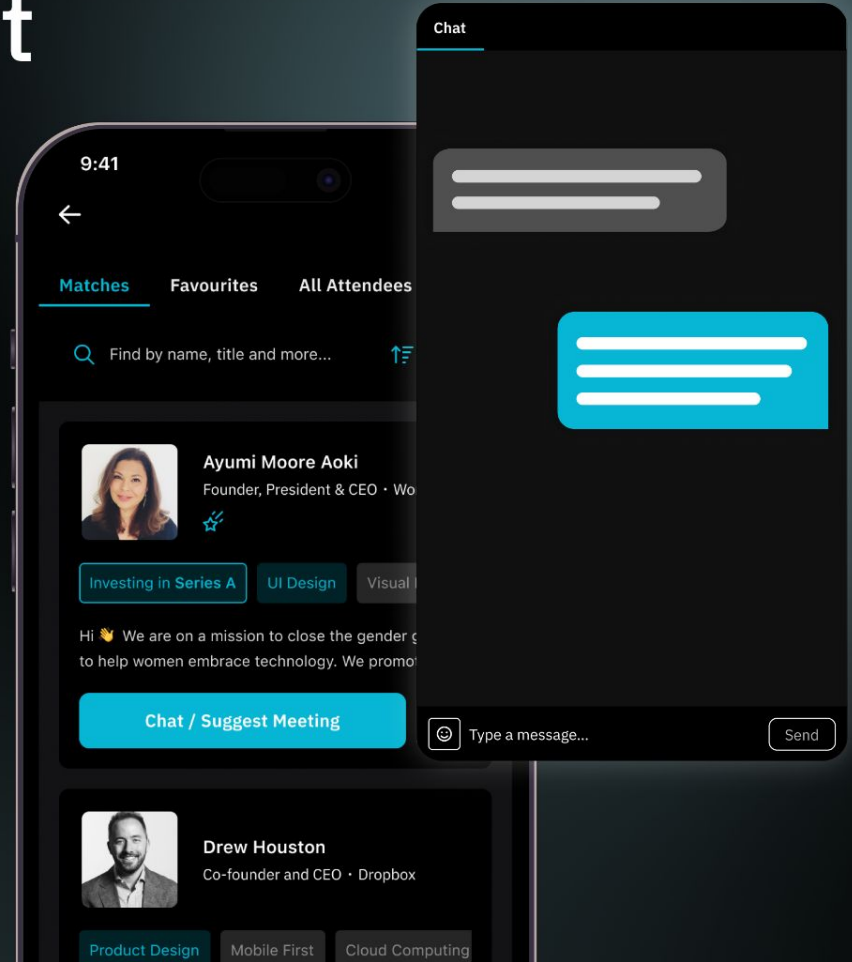 t
9:41
Matches Favourites All Attendees
Find by name, title and more...
Ayumi Moore Aoki
Founder, President & CEO · Wo
Investing in Series A UI Design Visual
Hi 👋 We are on a mission to close the gender g
to help women embrace technology. We promo
Chat / Suggest Meeting
Drew Houston
Co-founder and CEO · Dropbox
Product Design Mobile First Cloud Computing
Chat
Type a message...
Send